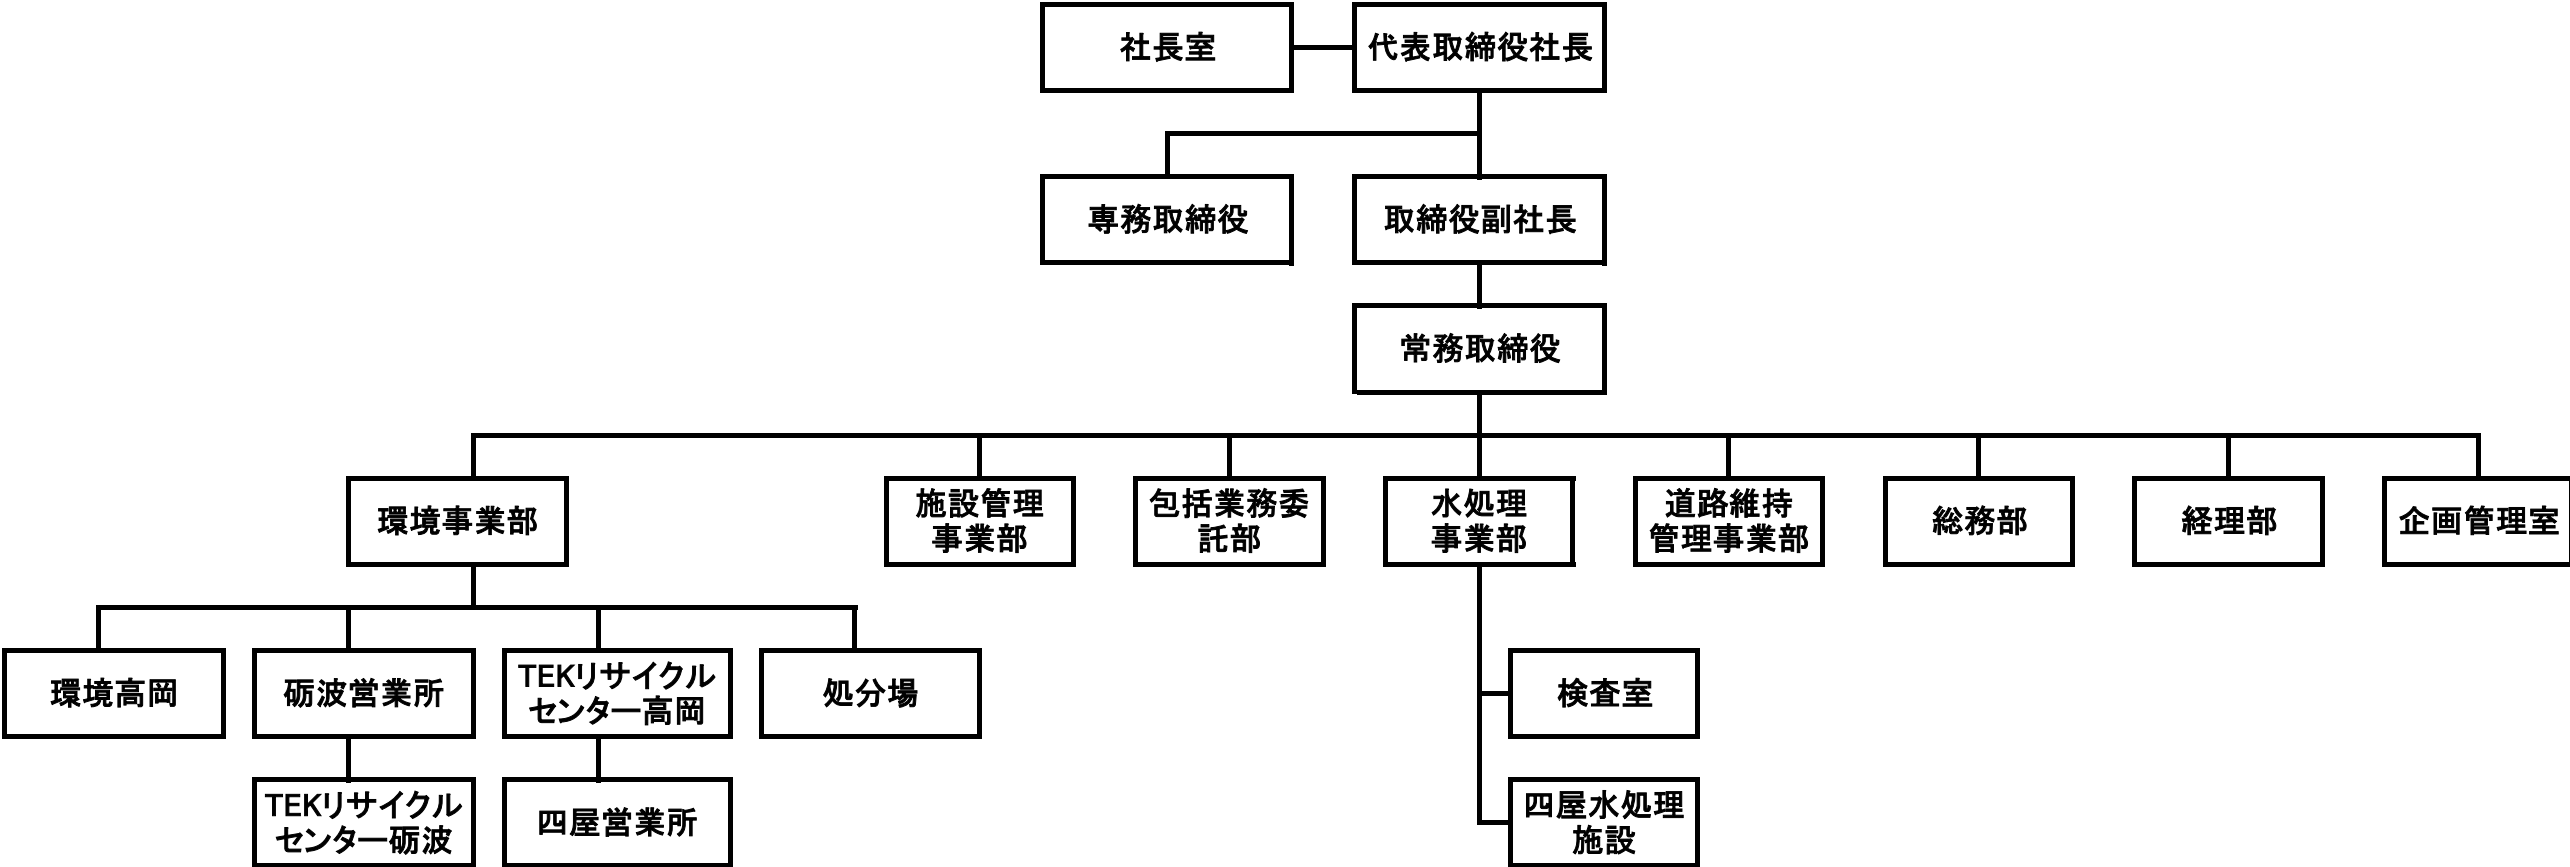 社長室
代表取締役社長
専務取締役
取締役副社長
常務取締役
環境事業部
施設管理
事業部
包括業務委
託部
水処理
事業部
道路維持
管理事業部
総務部
経理部
企画管理室
環境高岡
砺波営業所
TEKリサイクル
センター高岡
処分場
検査室
TEKリサイクル
センター砺波
四屋営業所
四屋水処理
施設